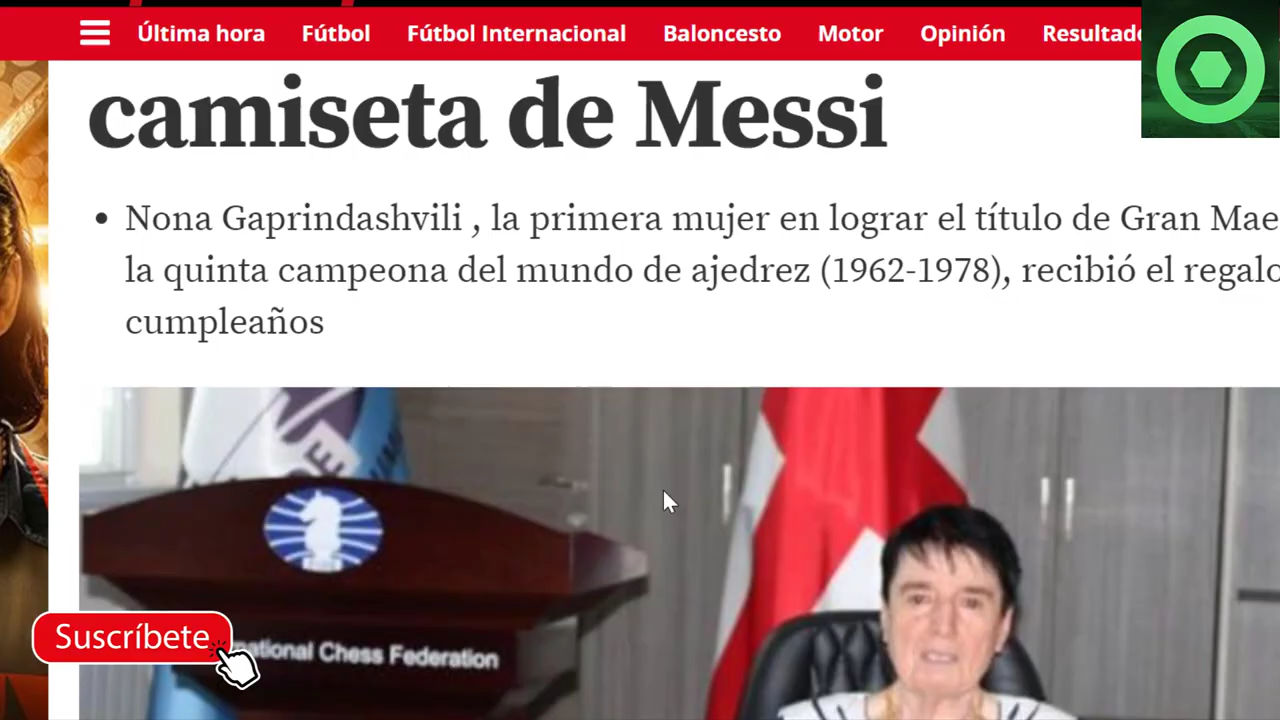 Última hora Fútbol Fútbol Internacional Baloncesto Motor Opinión
camiseta de Messi
• Nona Gaprindashvili , la primera mujer en lograr el título de Gran
la quinta campeona del mundo de ajedrez (1962-1978), recibió el regalo
cumpleaños
Suscríbete
Chess Federation